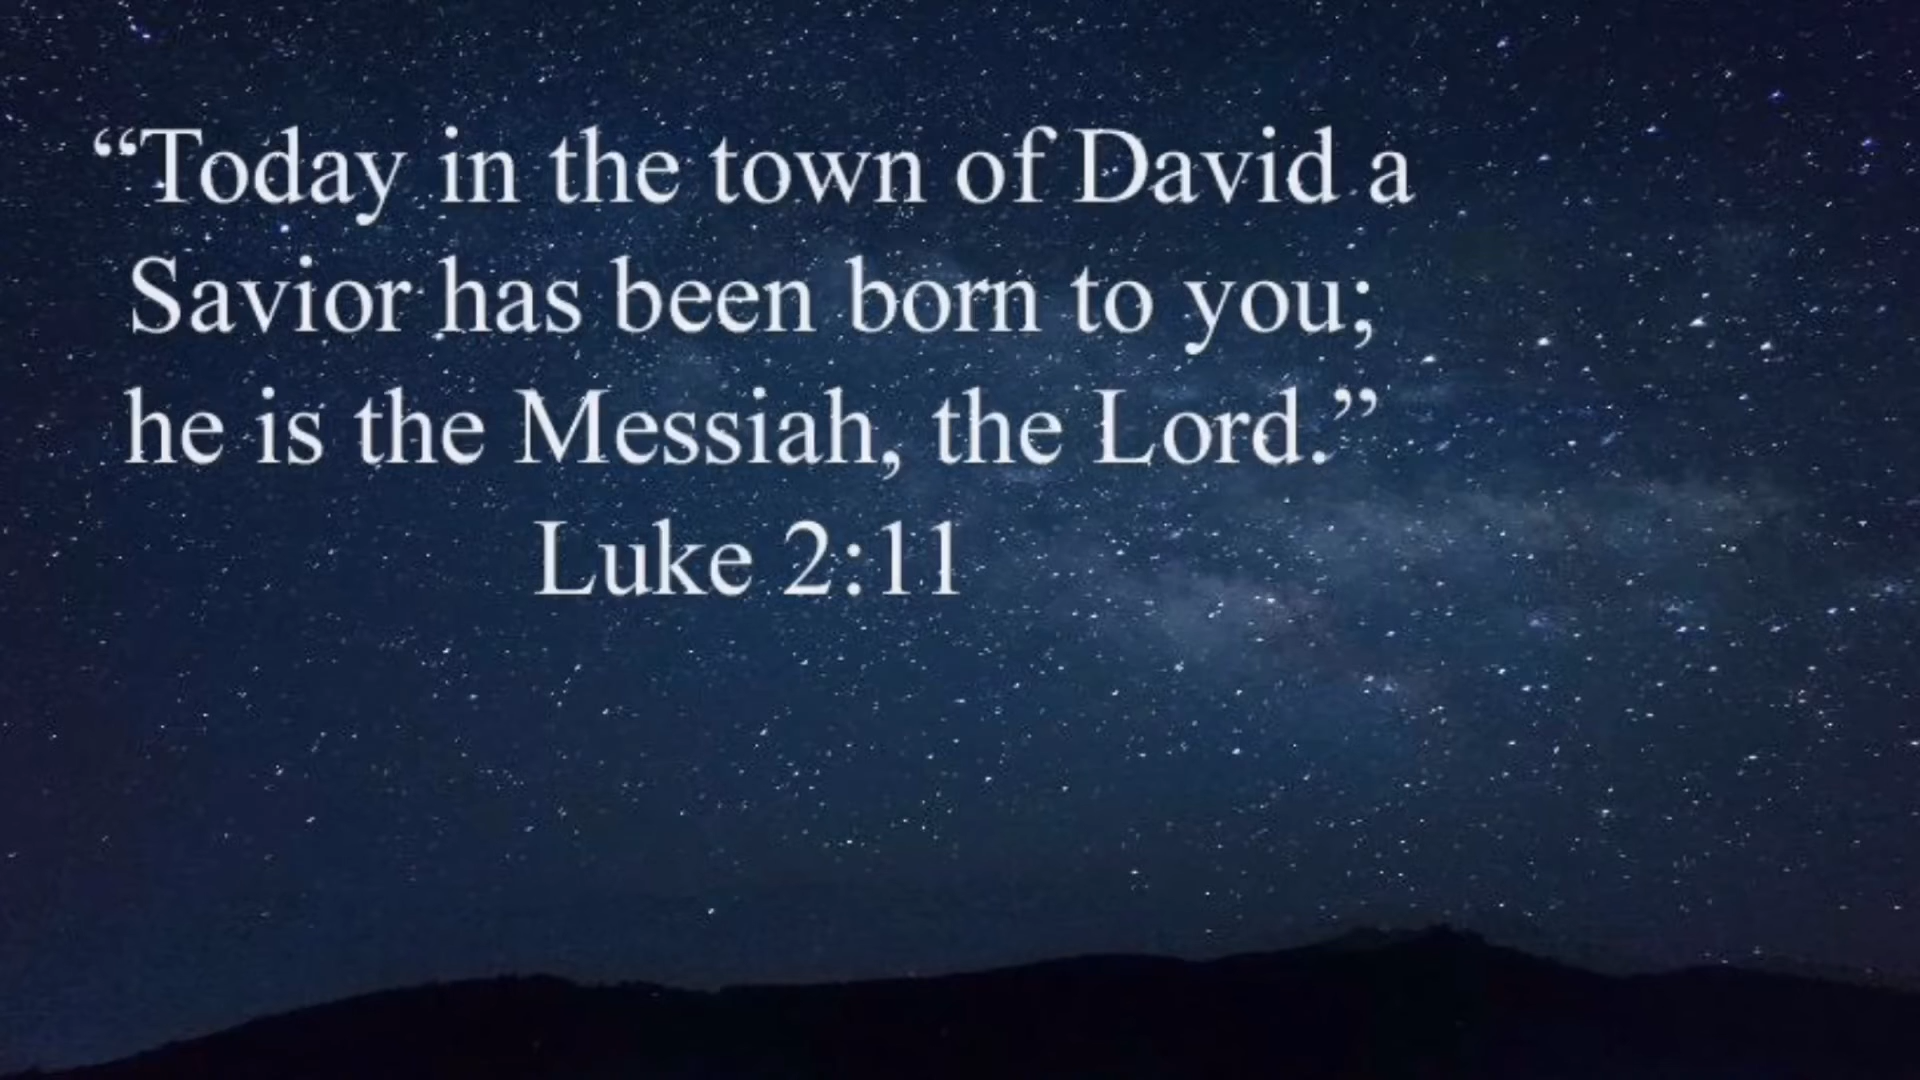 “Today in the town of David a
Savior has been born to you;
he is the Messiah, the Lord.”
Luke 2:11